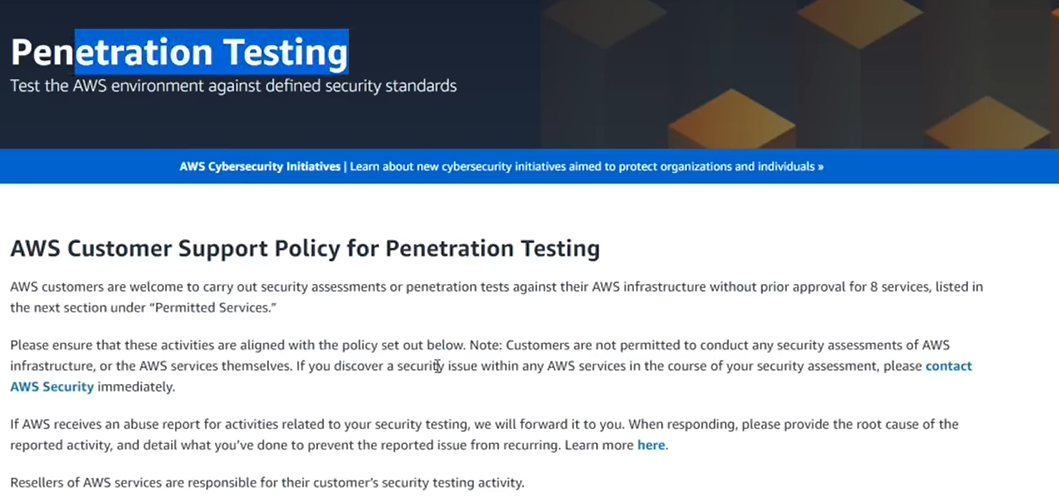 Penetration Testing
Test the AWS environment against defined security standards
AWS Cybersecurity Initiatives | Learn about new cybersecurity initiatives aimed to protect organizations and individuals »
AWS Customer Support Policy for Penetration Testing
AWS customers are welcome to carry out security assessments or penetration tests against their AWS infrastructure without prior approval for 8 services, listed in
the next section under “Permitted Services.”
Please ensure that these activities are aligned with the policy set out below. Note: Customers are not permitted to conduct any security assessments of AWS
infrastructure, or the AWS services themselves. If you discover a security issue within any AWS services in the course of your security assessment, please contact
AWS Security immediately.
If AWS receives an abuse report for activities related to your security testing, we will forward it to you. When responding, please provide the root cause of the
reported activity, and detail what you’ve done to prevent the reported issue from recurring. Learn more here.
Resellers of AWS services are responsible for their customer’s security testing activity.